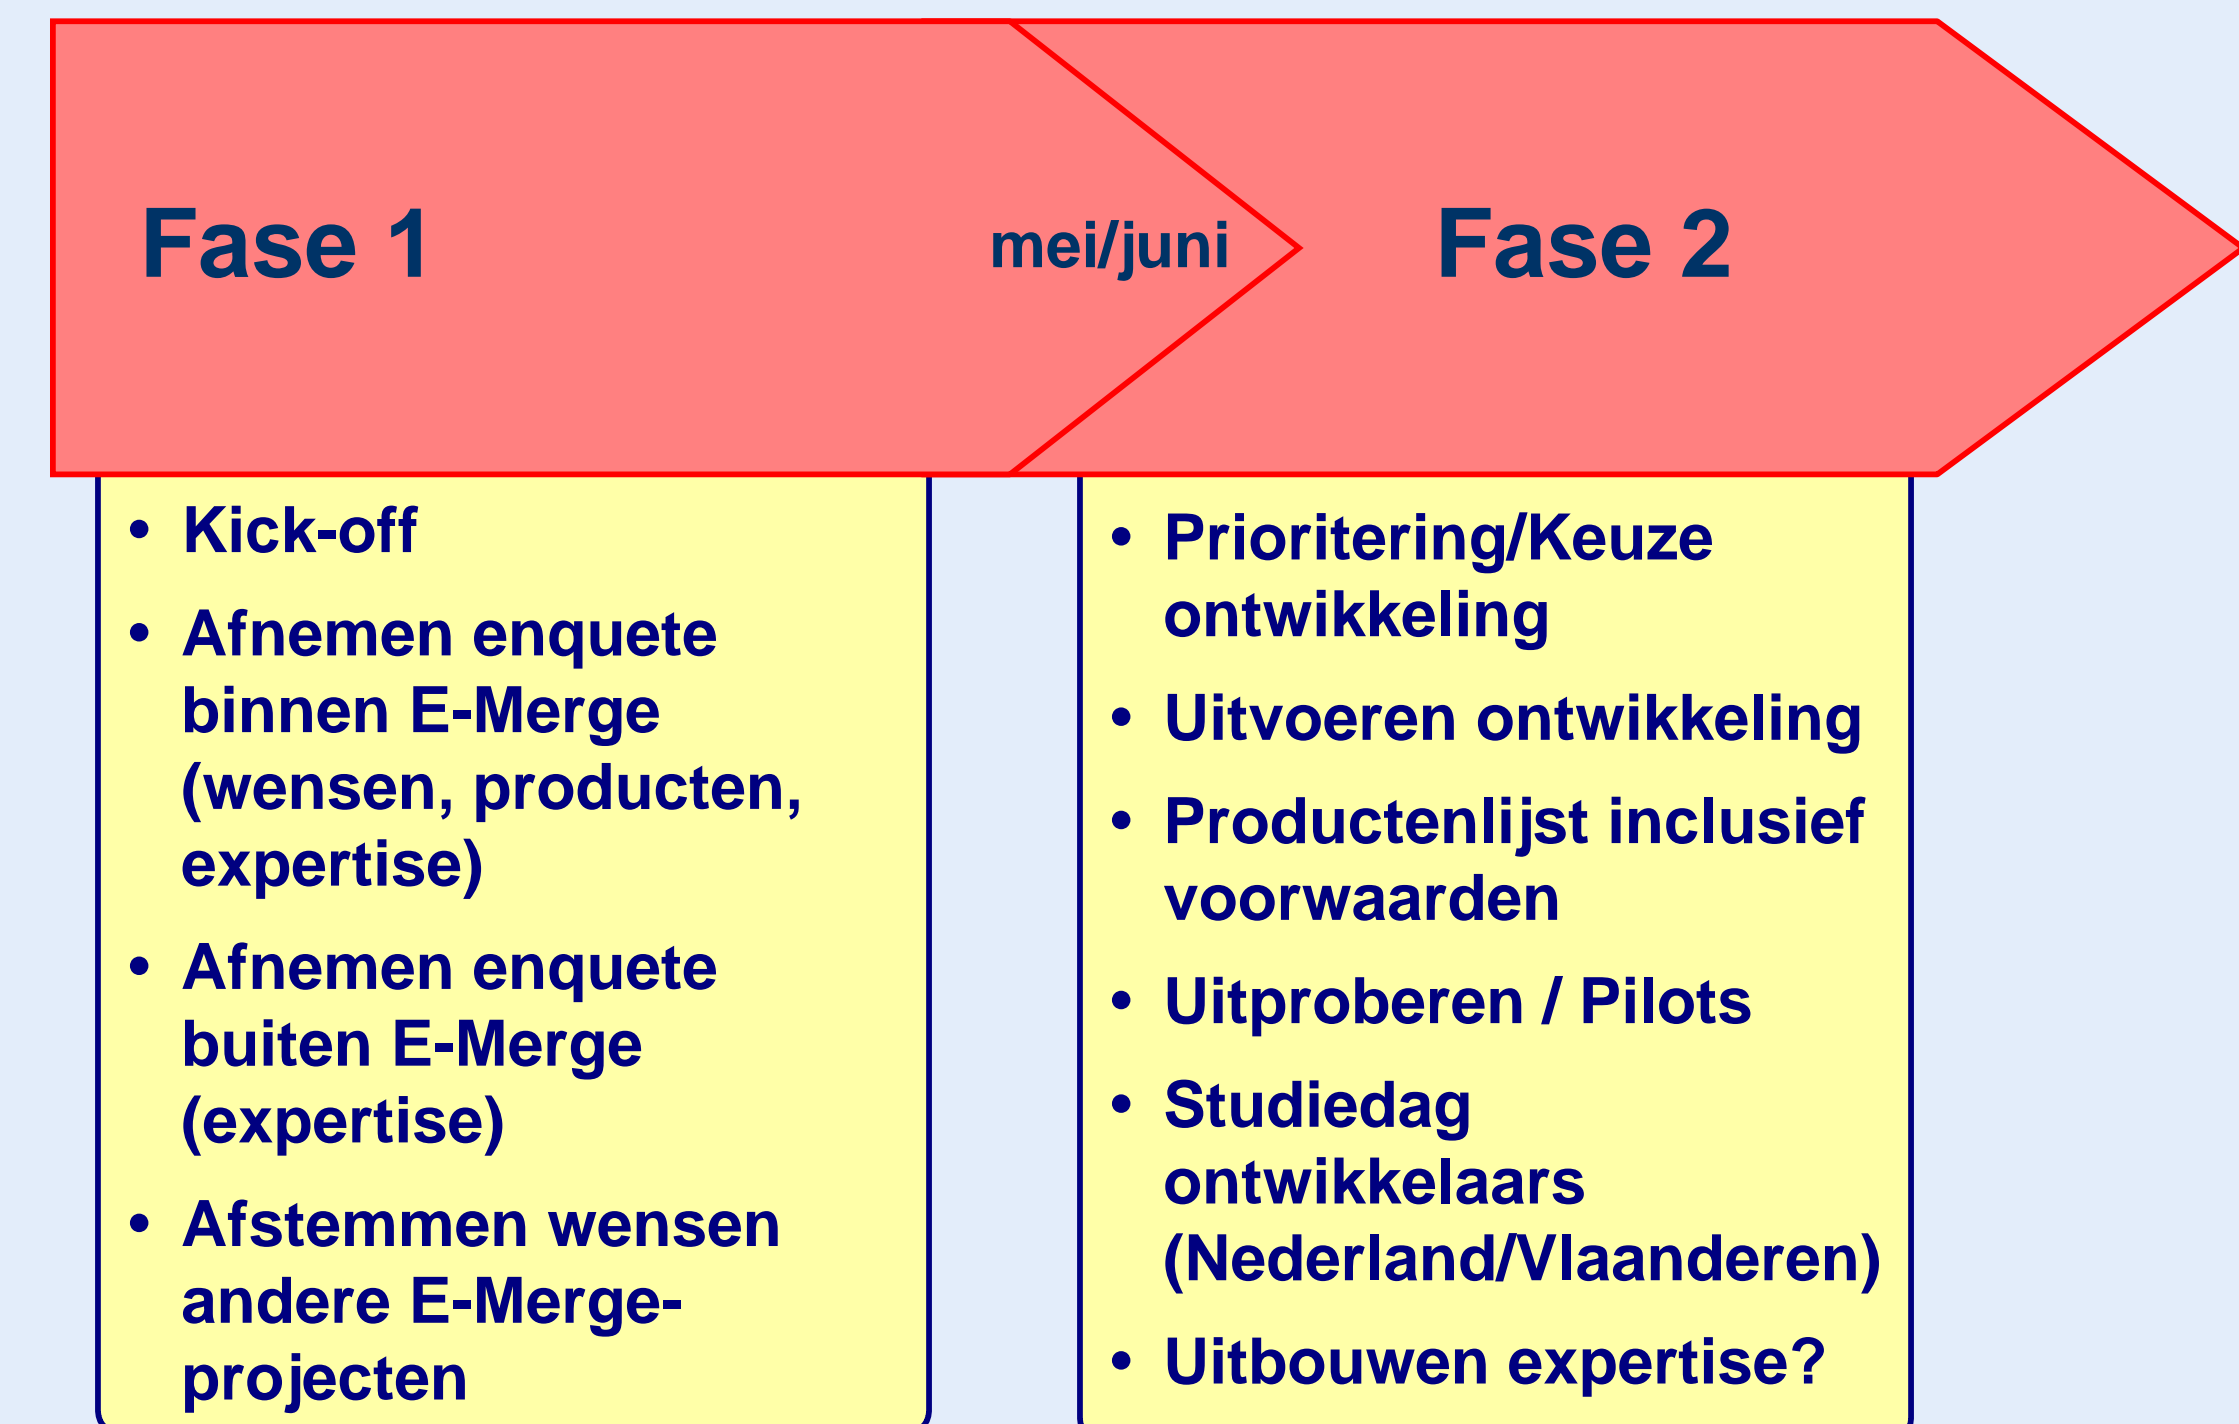 Fase 1
mei/juni
Fase 2
• Kick-off
• Afnemen enquete
binnen E-Merge
(wensen, producten,
expertise)
• Afnemen enquete
buiten E-Merge
(expertise)
• Afstemmen wensen
andere E-Merge-
projecten
• Prioritering/Keuze
ontwikkeling
• Uitvoeren ontwikkeling
• Productenlijst inclusief
voorwaarden
• Uitproberen / Pilots
• Studiedag
ontwikkelaars
(Nederland/Vlaanderen)
• Uitbouwen expertise?